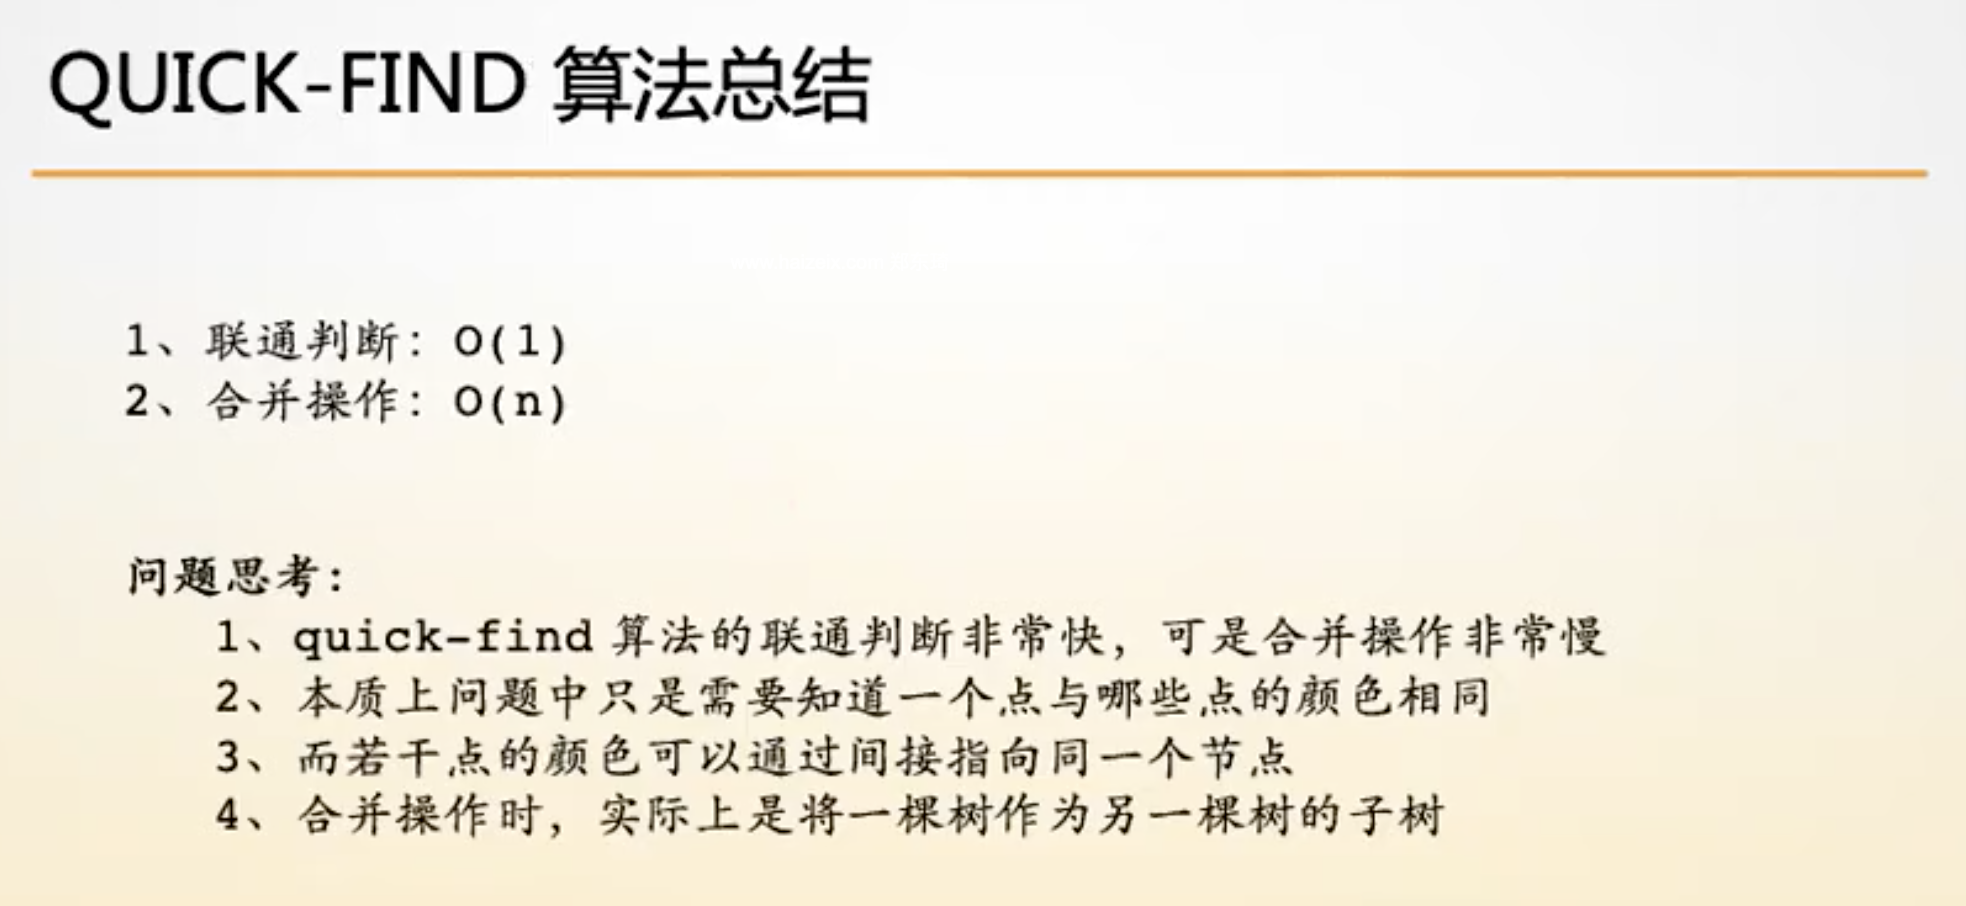 QUICK-FIND 算法总结
1、联通判断：O(1)
2、合并操作：O(n)
问题思考：
1、quick-find 算法的联通判断非常快，可是合并操作非常慢
2、本质上问题中只是需要知道一个点与哪些点的颜色相同
3、而若干点的颜色可以通过间接指向同一个节点
4、合并操作时，实际上是将一棵树作为另一棵树的子树